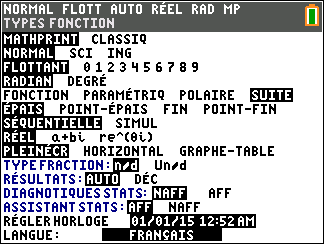 NORMAL FLOTT AUTO RÉEL RAD MP
TYPES FONCTION
MATHPRINT CLASSIQ
NORMAL SCI ING
FLOTTANT 0 1 2 3 4 5 6 7 8 9
RADIAN DEGRÉ
FONCTION PARAMÉTRIQ POLAIRE SUITE
ÉPAIS POINT-ÉPAIS FIN POINT-FIN
SÉQUENTIELLE SIMUL
RÉEL a+bi re^(θi)
PLEINÉCR HORIZONTAL GRAPHE-TABLE
TYPE FRACTION: n/d Un/d
RÉSULTATS: AUTO DÉC
DIAGNOTIQUES STATS: NAFF AFF
ASSISTANT STATS: AFF NAFF
RÉGLER HORLOGE 01/01/15 12:52 AM
LANGUE: FRANÇAIS